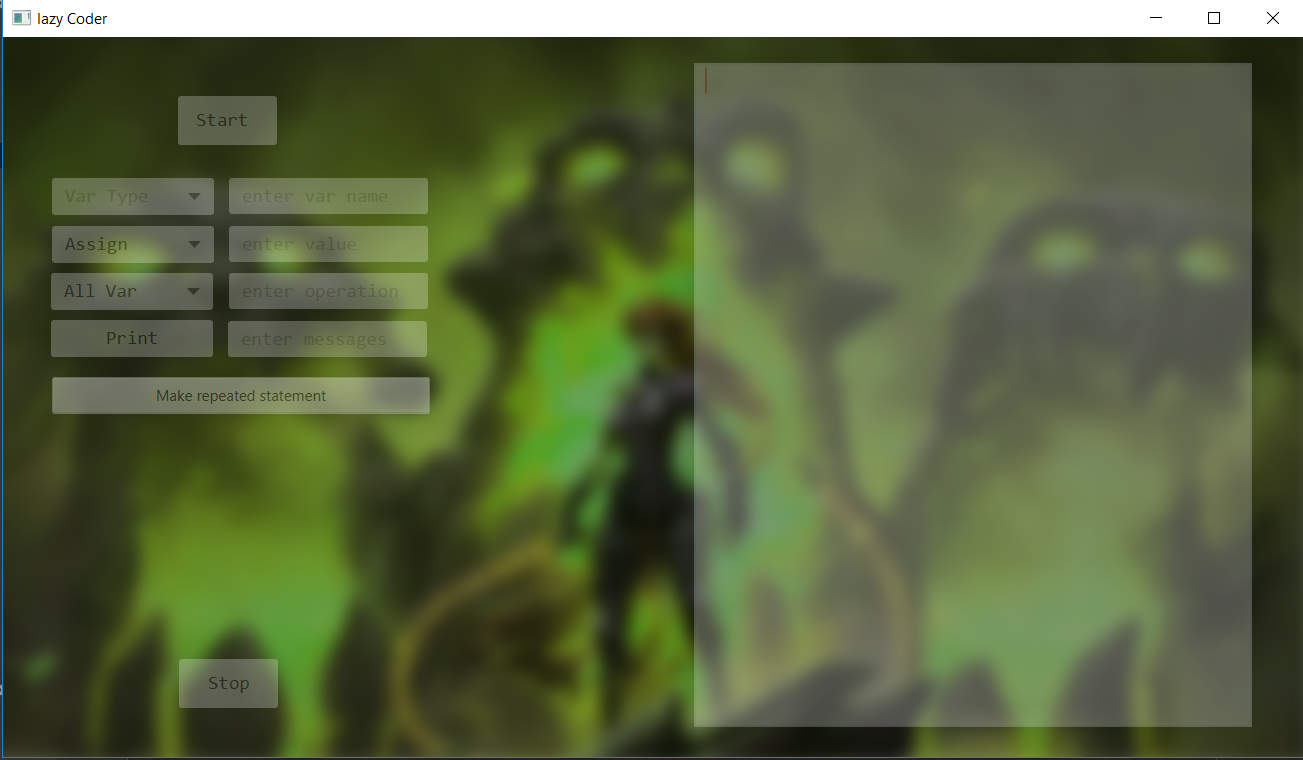 lazy Coder
Start
Var Type enter var name
Assign enter value
All Var enter operation
Print enter messages
Make repeated statement
Stop